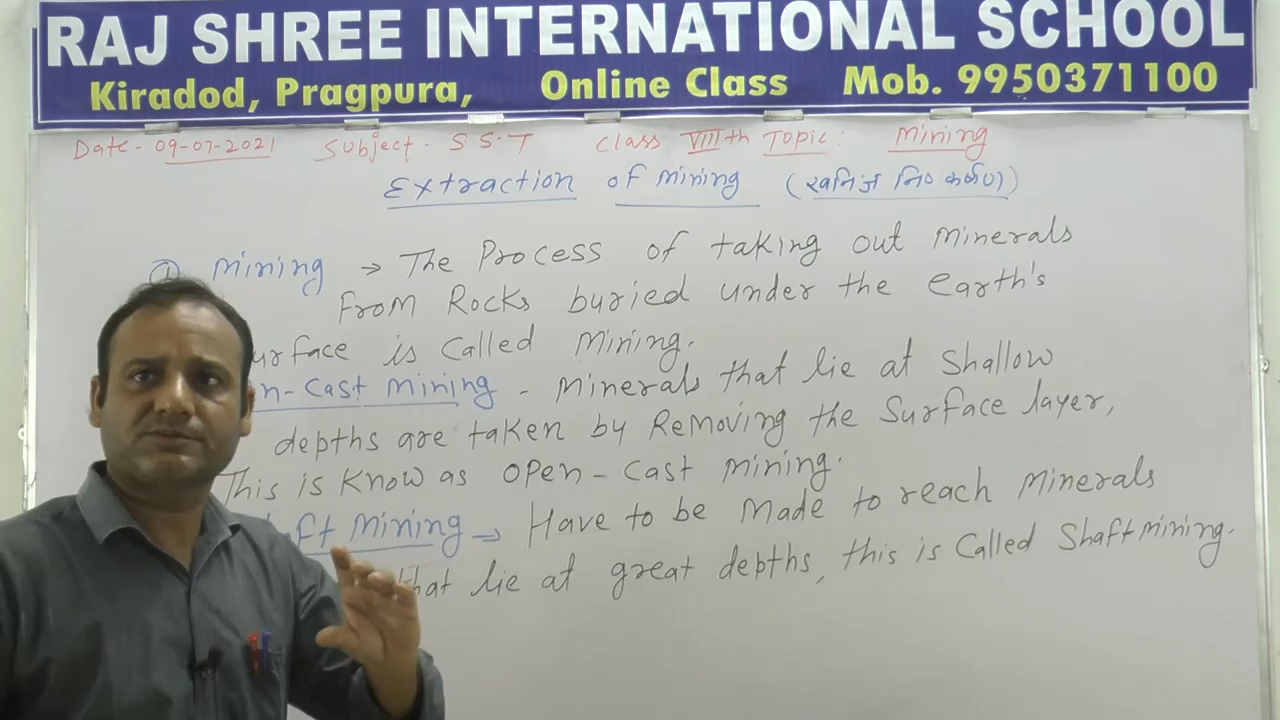 RAJ SHREE INTERNATIONAL SCHOOL
Kiradod, Pragpura, Online Class Mob. 9950371100
Date - 09-07-2021 Subject - S.S.T Class VIIIth Topic: Mining
Extraction of Mining (खनिज
① Mining → The Process of taking out Minerals
From Rocks buried under the earth's
urface is Called Mining.
n-Cast Mining - Minerals that lie at Shallow
depths are taken by Removing the Surface layer,
This is Know as open-Cast Mining.
ft Mining → Have to be Made to reach Minerals
that lie at great depths, this is Called Shaft Mining.